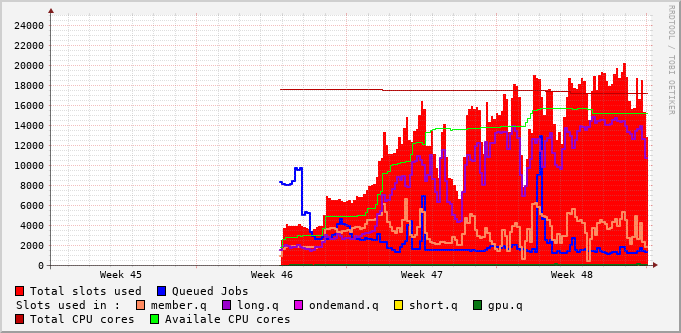 RRDTOOL / TOBI OETIKER
24000
22000
20000
18000
16000
14000
12000
10000
8000
6000
4000
2000
0
Week 45 Week 46 Week 47 Week 48
Total slots used Queued Jobs
Slots used in : member.q long.q ondemand.q short.q gpu.q
Total CPU cores Availale CPU cores